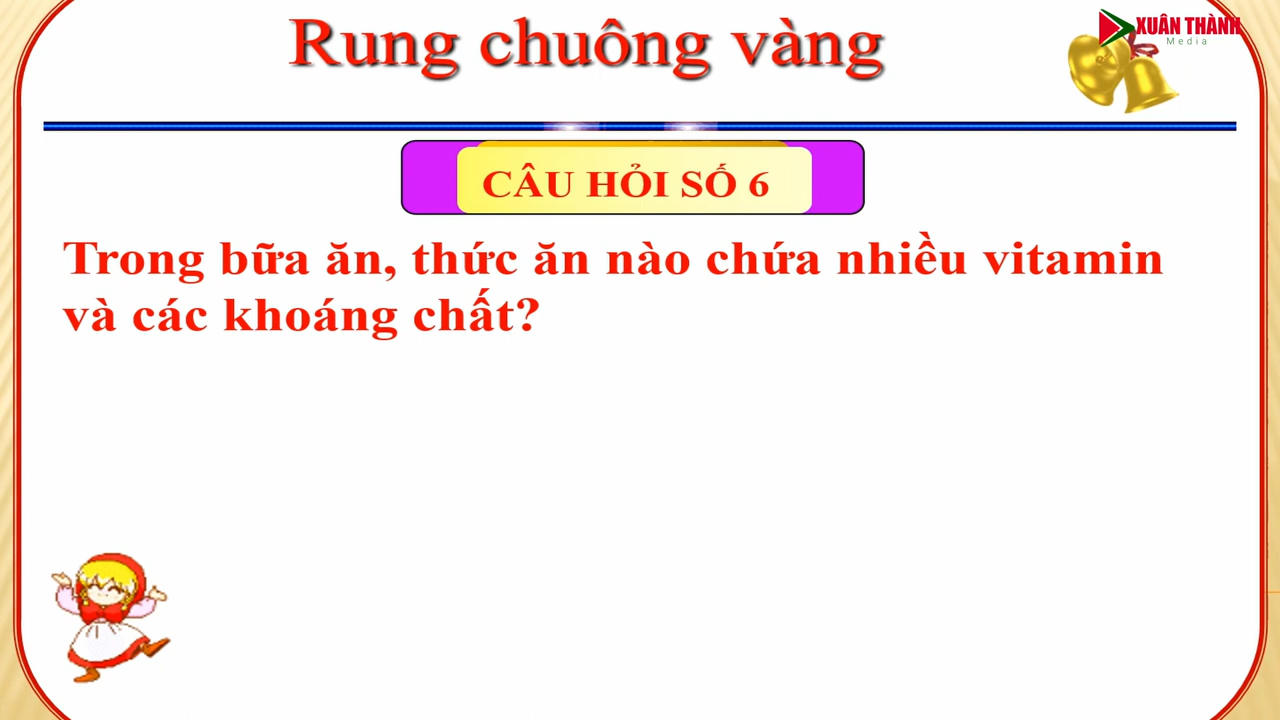 Rung chuông vàng
XUÂN THÀNH
Media
CÂU HỎI SỐ 6
Trong bữa ăn, thức ăn nào chứa nhiều vitamin
và các khoáng chất?